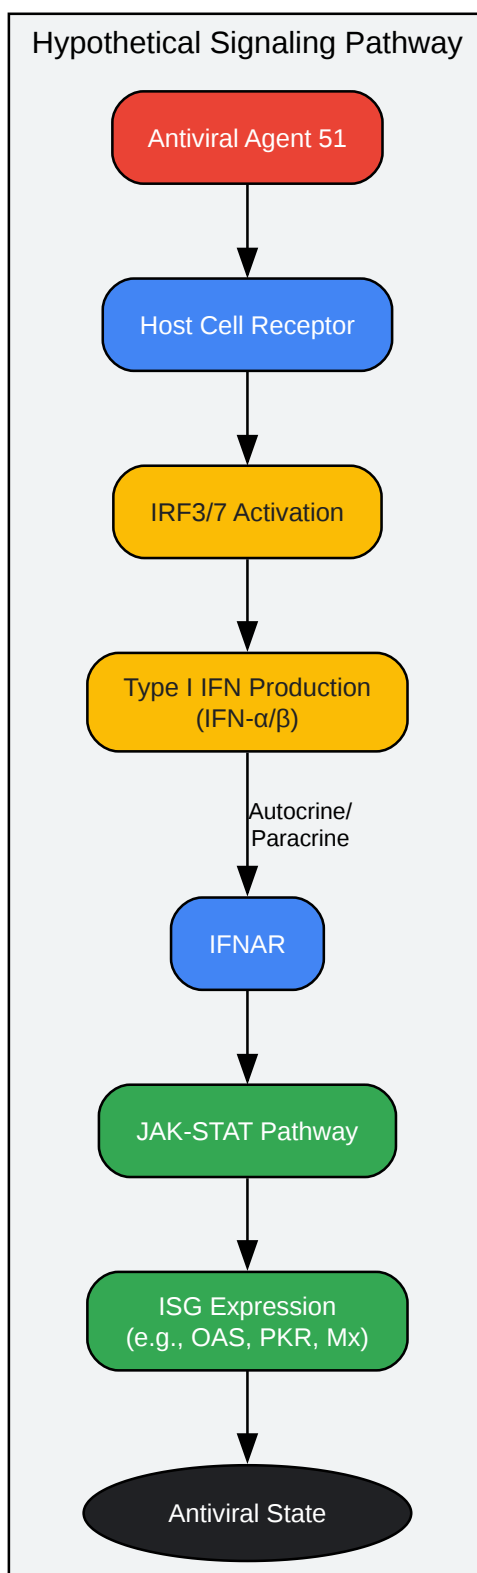 Hypothetical Signaling Pathway
Antiviral Agent 51
Host Cell Receptor
IRF3/7 Activation
Type I IFN Production
(IFN-α/β)
Autocrine/
Paracrine
IFNAR
JAK-STAT Pathway
ISG Expression
(e.g., OAS, PKR, Mx)
Antiviral State